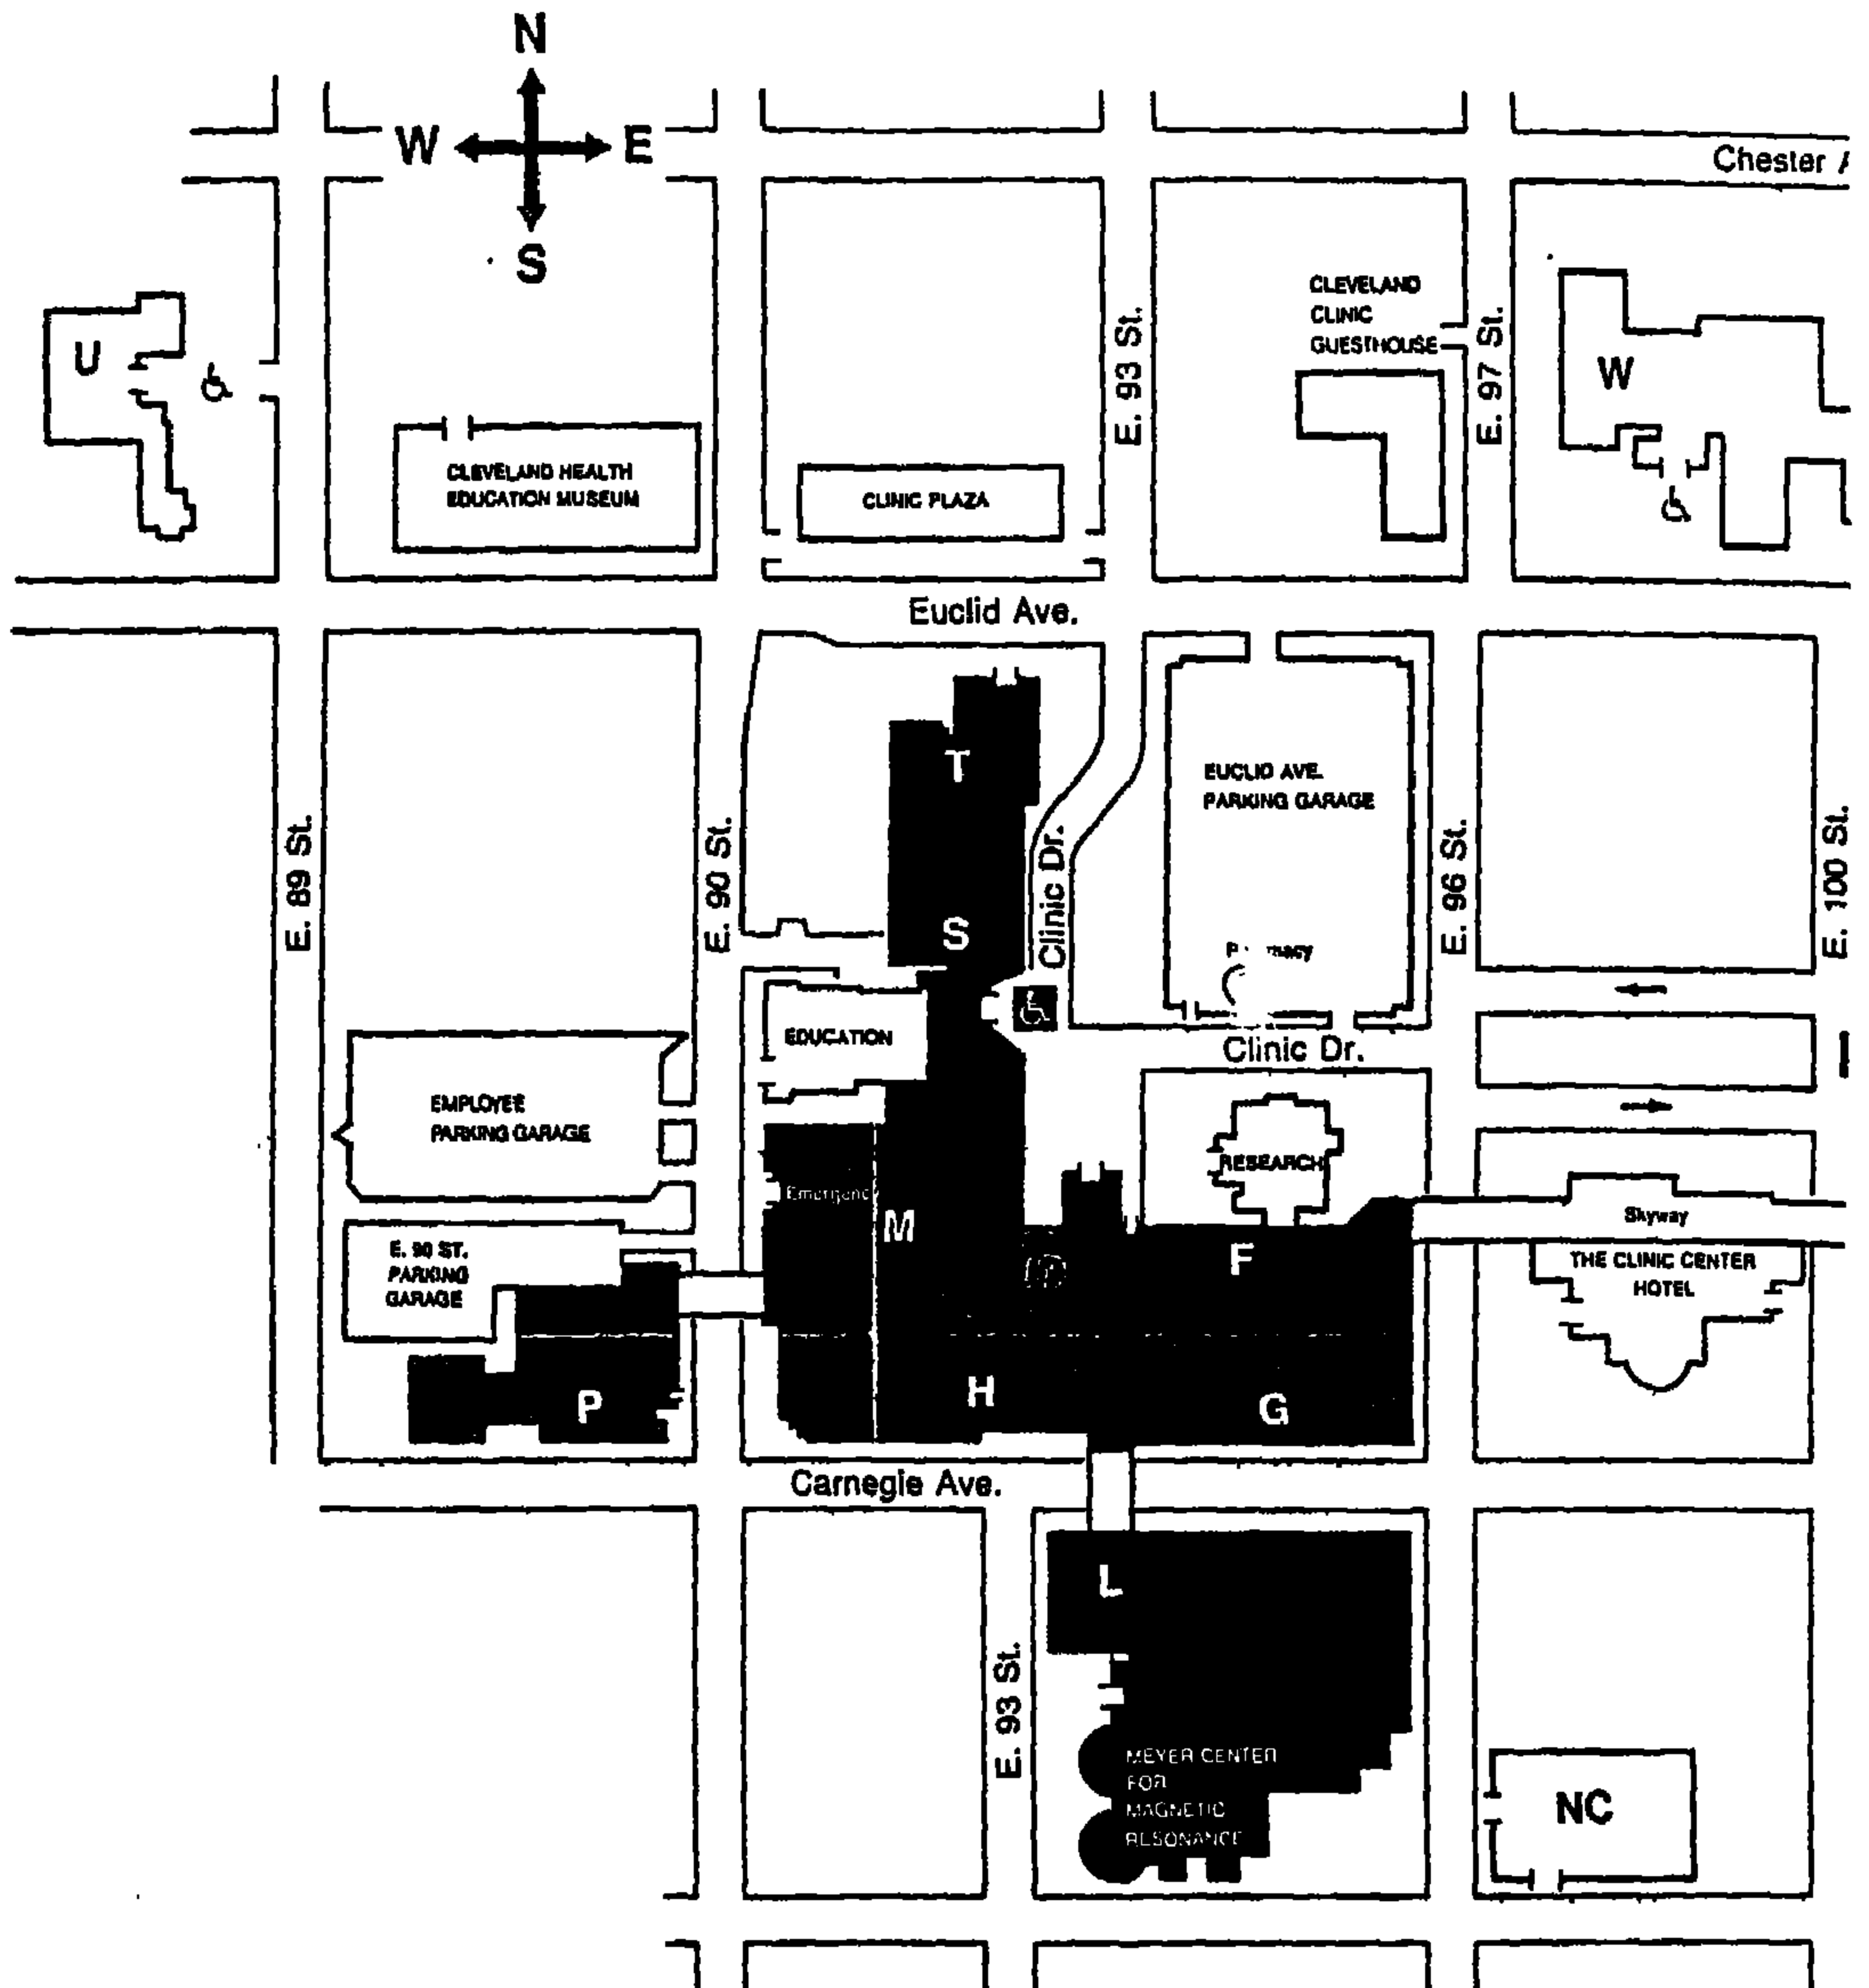 N
W E
S
Chester
CLEVELAND
CLINIC
GUESTHOUSE
E. 93 St.
E. 97 St.
U
W
CLEVELAND HEALTH
EDUCATION MUSEUM
CLINIC PLAZA
Euclid Ave.
T
EUCLID AVE.
PARKING GARAGE
E. 89 St.
E. 90 St.
Clinic Dr.
E. 96 St.
E. 100 St.
S
EDUCATION
Clinic Dr.
EMPLOYEE
PARKING GARAGE
RESEARCH
M
Skyway
E. 90 ST.
PARKING
GARAGE
F
THE CLINIC CENTER
HOTEL
P
H
G
Carnegie Ave.
L
E. 93 St.
MEYER CENTER
FOR
MAGNETIC
RESONANCE
NC